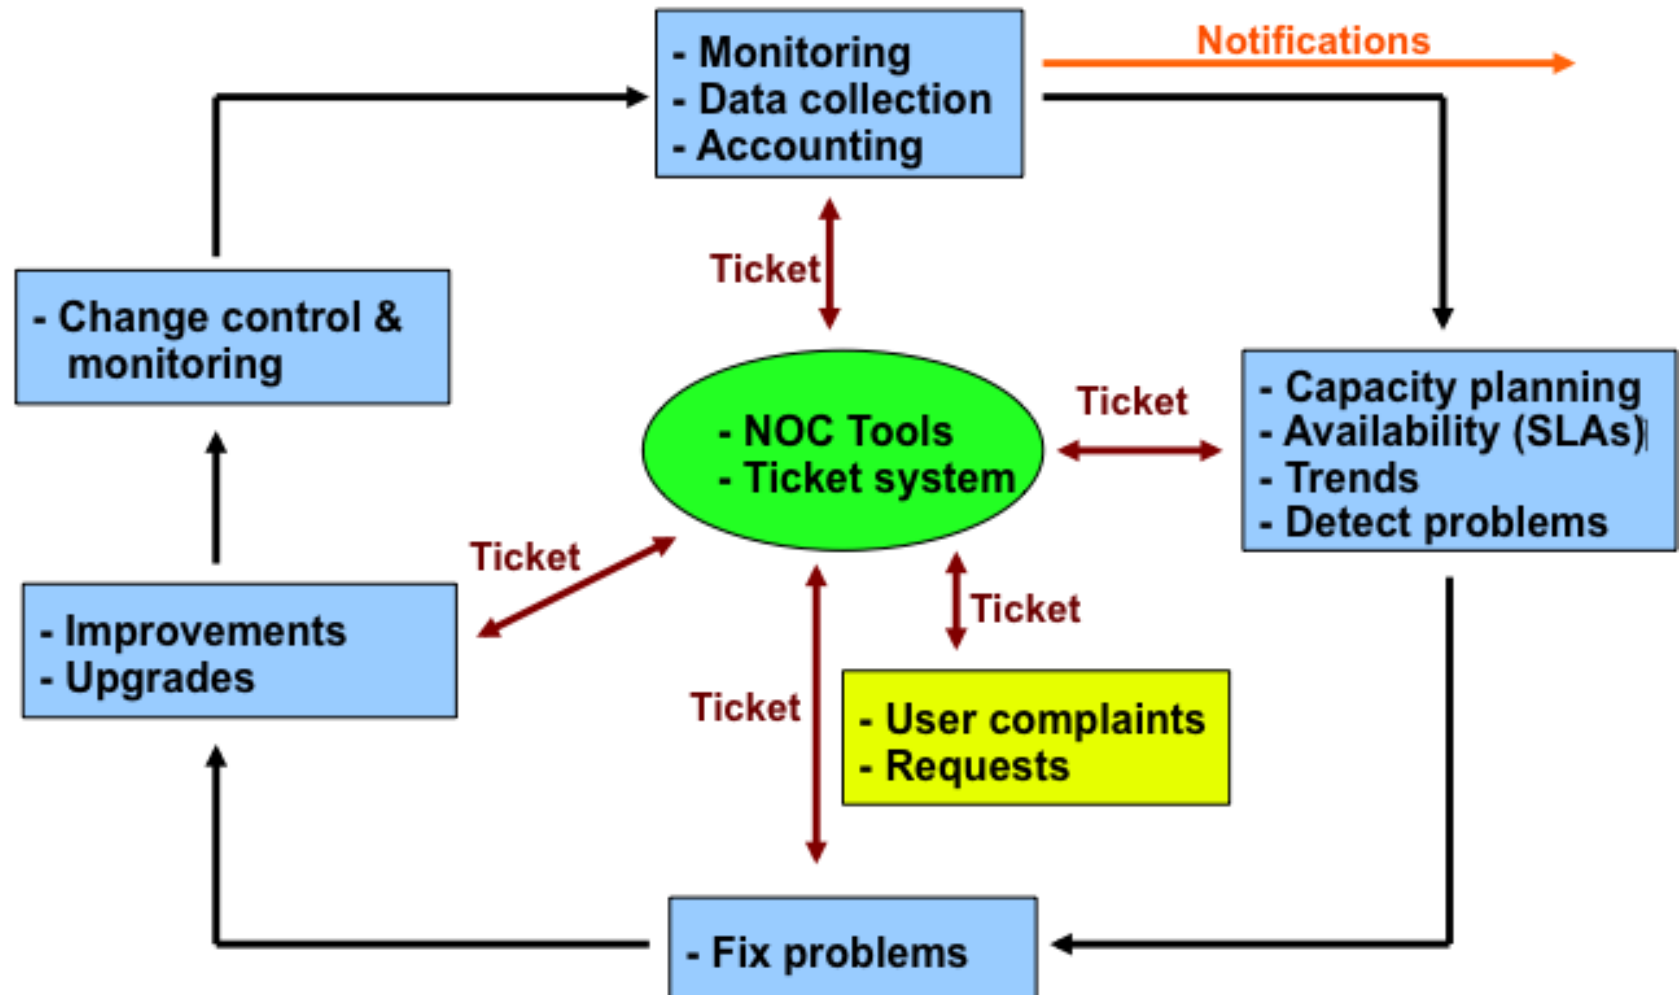 - Monitoring
- Data collection
- Accounting
Notifications
Ticket
- Change control &
monitoring
- NOC Tools
- Ticket system
Ticket
- Capacity planning
- Availability (SLAs)
- Trends
- Detect problems
Ticket
- Improvements
- Upgrades
Ticket
Ticket
- User complaints
- Requests
- Fix problems